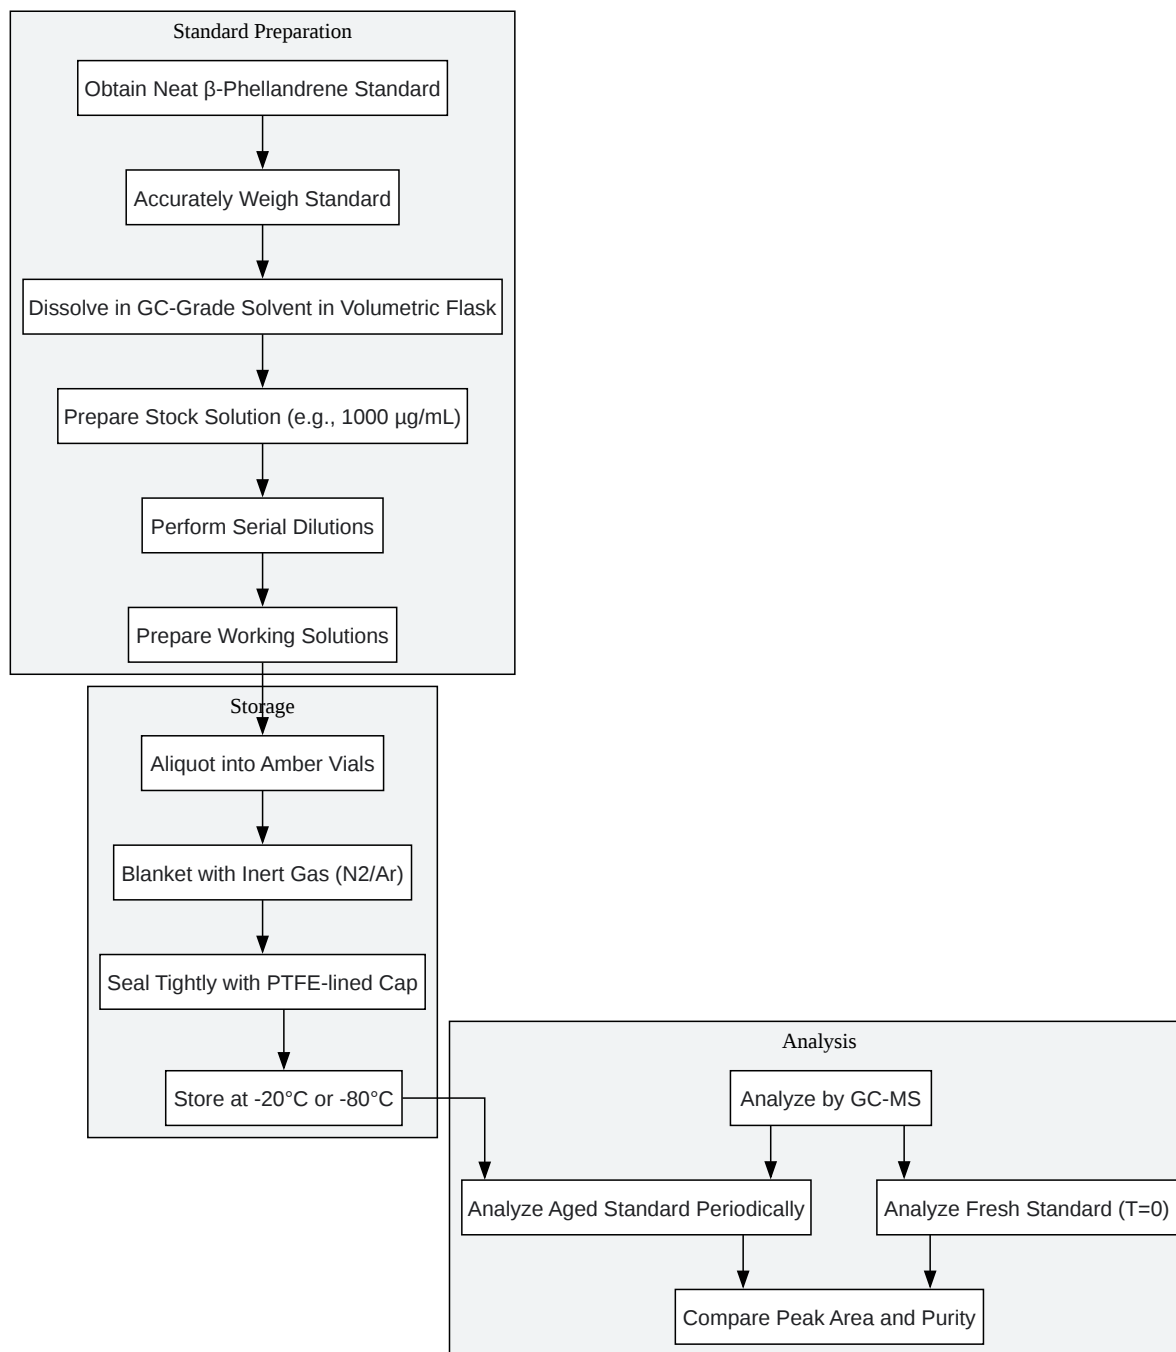 Standard Preparation
Obtain Neat β-Phellandrene Standard
Accurately Weigh Standard
Dissolve in GC-Grade Solvent in Volumetric Flask
Prepare Stock Solution (e.g., 1000 µg/mL)
Perform Serial Dilutions
Prepare Working Solutions
Storage
Aliquot into Amber Vials
Blanket with Inert Gas (N2/Ar)
Seal Tightly with PTFE-lined Cap
Store at -20°C or -80°C
Analysis
Analyze by GC-MS
Analyze Aged Standard Periodically
Analyze Fresh Standard (T=0)
Compare Peak Area and Purity